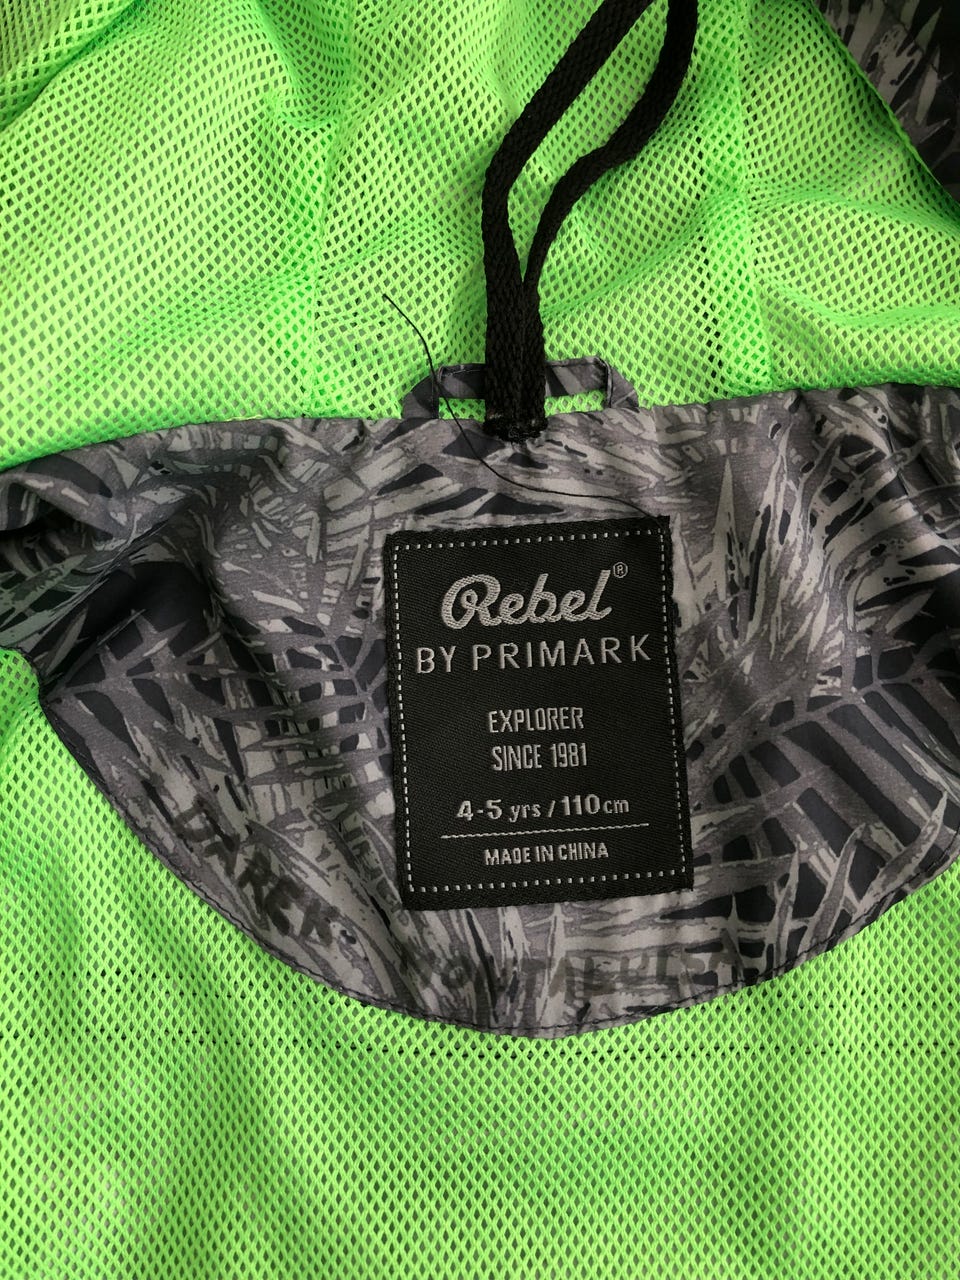 Rebel®
BY PRIMARK
EXPLORER
SINCE 1981
4-5 yrs / 110cm
MADE IN CHINA